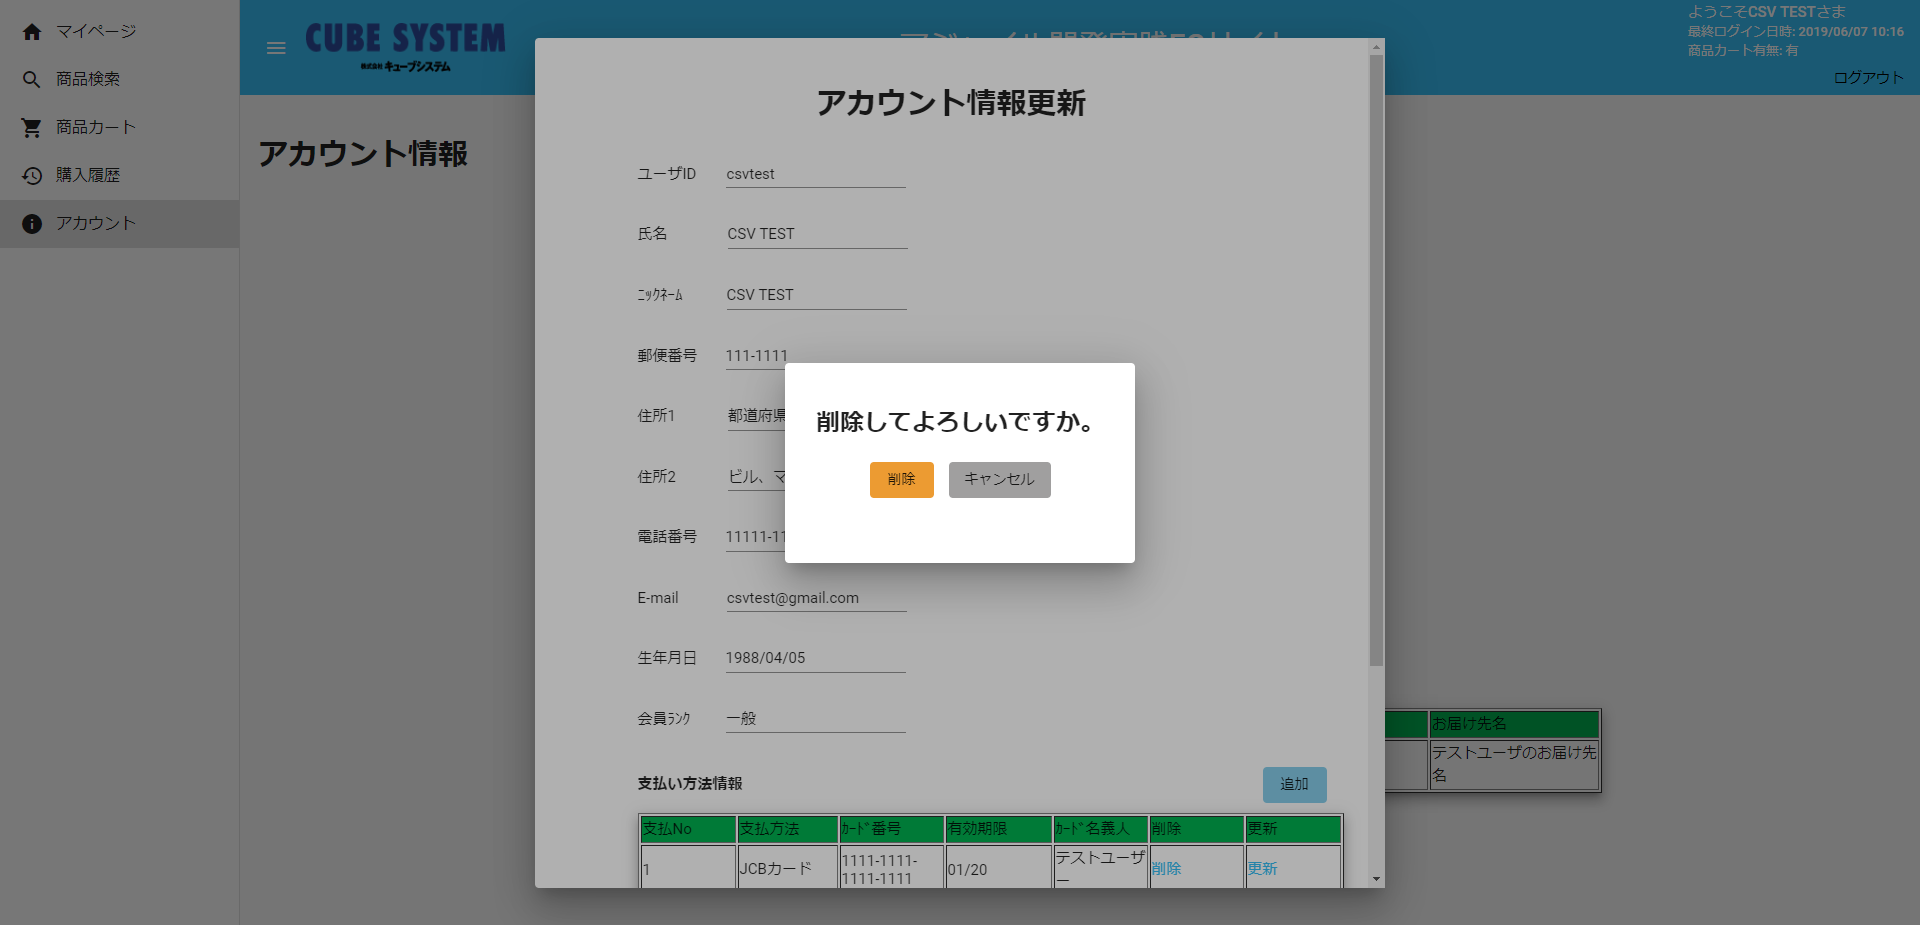 マイページ
商品検索
商品カート
購入履歴
アカウント
CUBE SYSTEM
株式会社 キューブシステム
ようこそCSV TESTさま
最終ログイン日時: 2019/06/07 10:16
商品カート有無: 有
ログアウト
アカウント情報
アカウント情報更新
ユーザID csvtest
氏名 CSV TEST
ﾆｯｸﾈｰﾑ CSV TEST
郵便番号 111-1111
住所1 都道府県
住所2 ビル、マ
電話番号 11111-11
E-mail csvtest@gmail.com
生年月日 1988/04/05
会員ﾗﾝｸ 一般
削除してよろしいですか。
削除 キャンセル
支払い方法情報 追加
支払No 支払方法 ｶｰﾄﾞ番号 有効期限 ｶｰﾄﾞ名義人 削除 更新
1 JCBカード 1111-1111-
1111-1111 01/20 テストユーザ
ー 削除 更新
お届け先名
テストユーザのお届け先
名